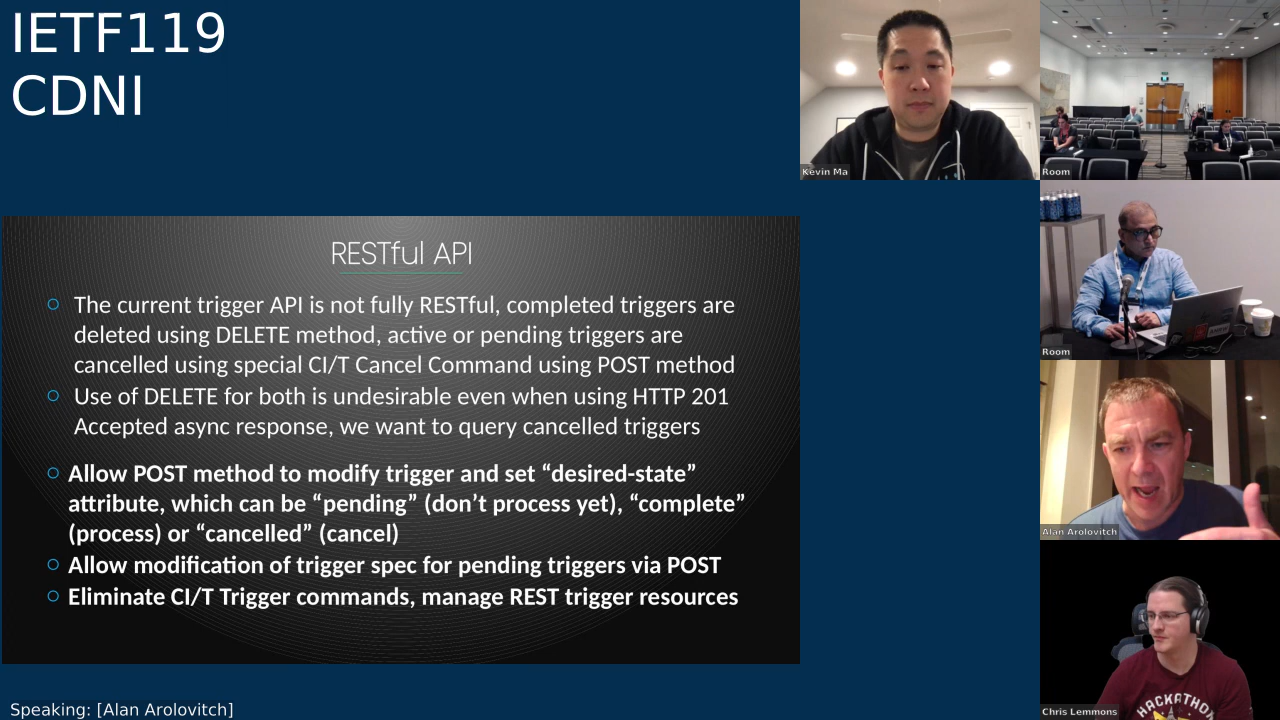 IETF119
CDNI
Kevin Ma
Room
RESTful API
The current trigger API is not fully RESTful, completed triggers are
deleted using DELETE method, active or pending triggers are
cancelled using special CI/T Cancel Command using POST method
Use of DELETE for both is undesirable even when using HTTP 201
Accepted async response, we want to query cancelled triggers
Allow POST method to modify trigger and set “desired-state”
attribute, which can be “pending” (don’t process yet), “complete”
(process) or “cancelled” (cancel)
Allow modification of trigger spec for pending triggers via POST
Eliminate CI/T Trigger commands, manage REST trigger resources
Room
Alan Arolovitch
HACKATHON
Chris Lemmons
Speaking: [Alan Arolovitch]